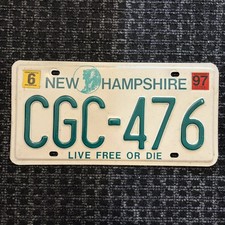 6 NEW HAMPSHIRE 97
CGC-476
LIVE FREE OR DIE